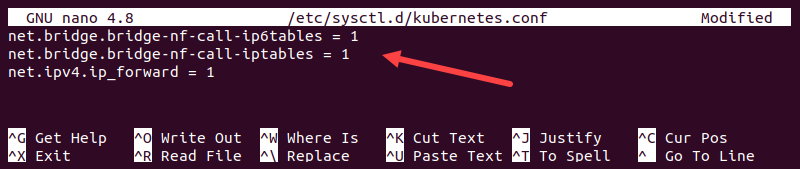 GNU nano 4.8 /etc/sysctl.d/kubernetes.conf Modified
net.bridge.bridge-nf-call-ip6tables = 1
net.bridge.bridge-nf-call-iptables = 1
net.ipv4.ip_forward = 1
^G Get Help ^O Write Out ^W Where Is ^K Cut Text ^J Justify ^C Cur Pos
^X Exit ^R Read File ^\ Replace ^U Paste Text ^T To Spell ^_ Go To Line